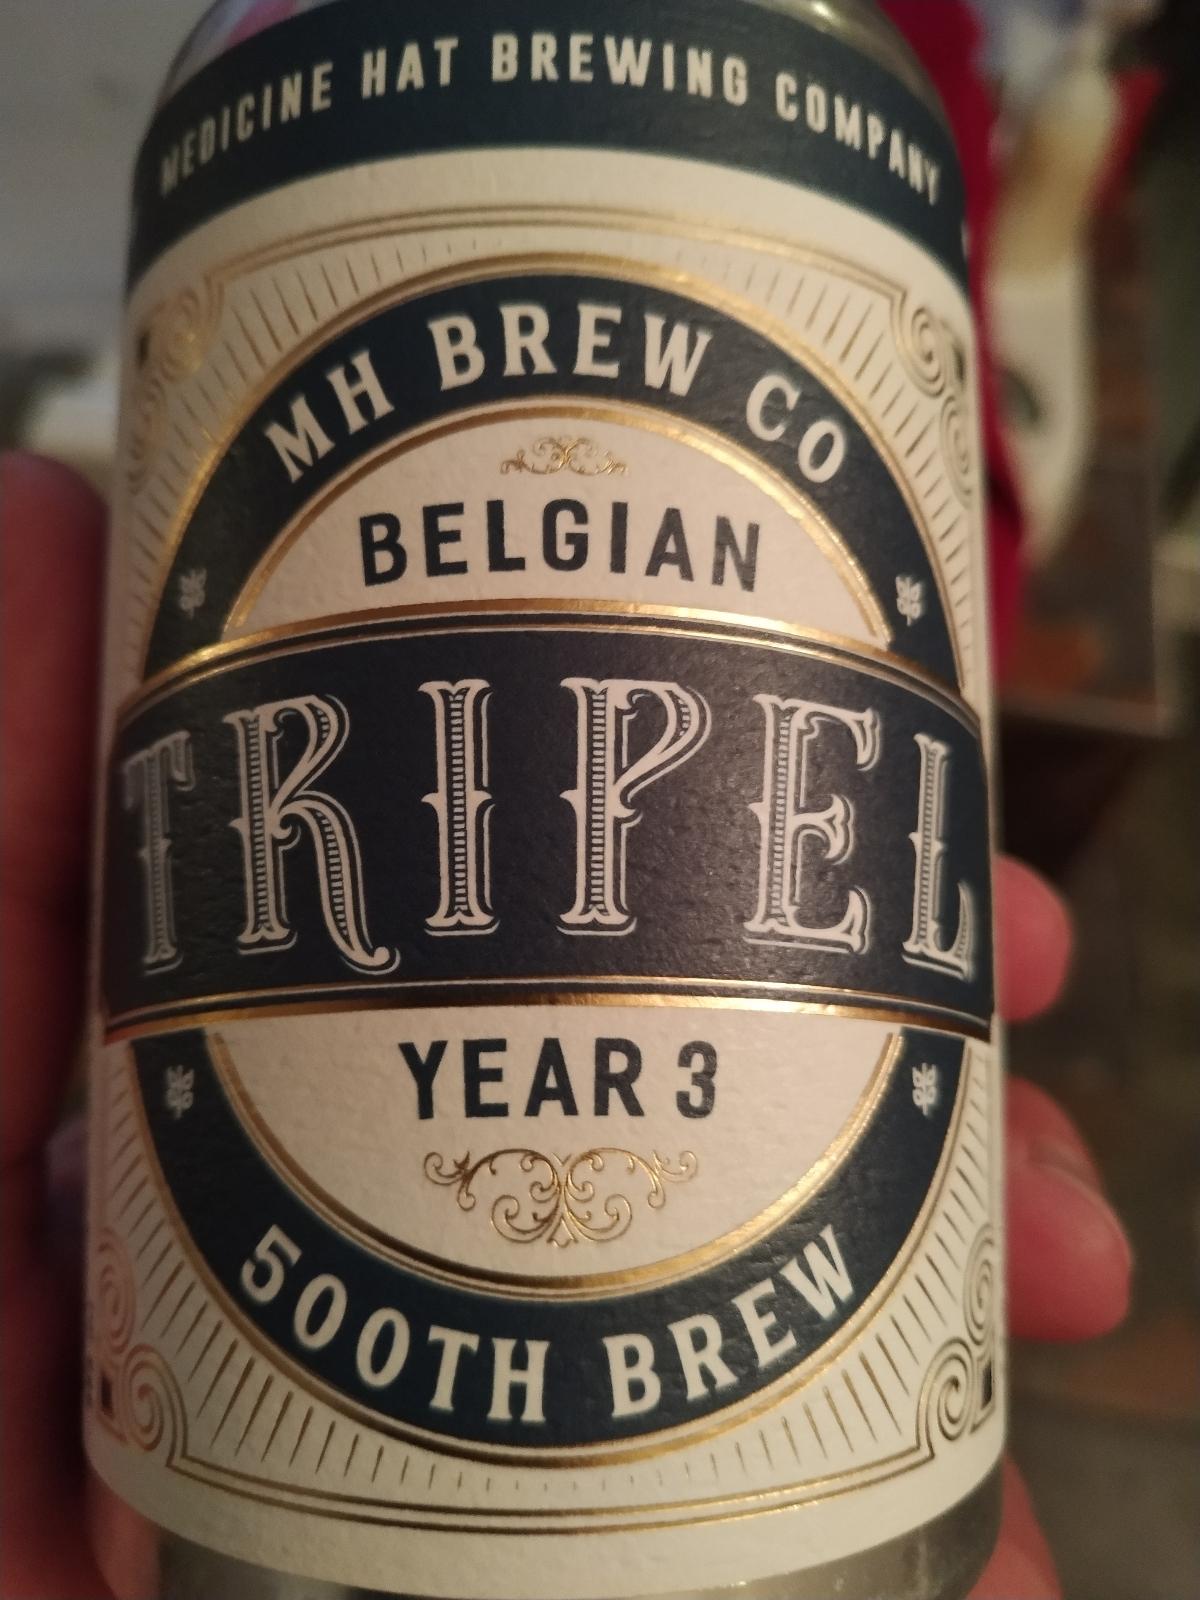 MEDICINE HAT BREWING COMPANY
MH BREW CO
BELGIAN
TRIPEL
YEAR 3
500TH BREW